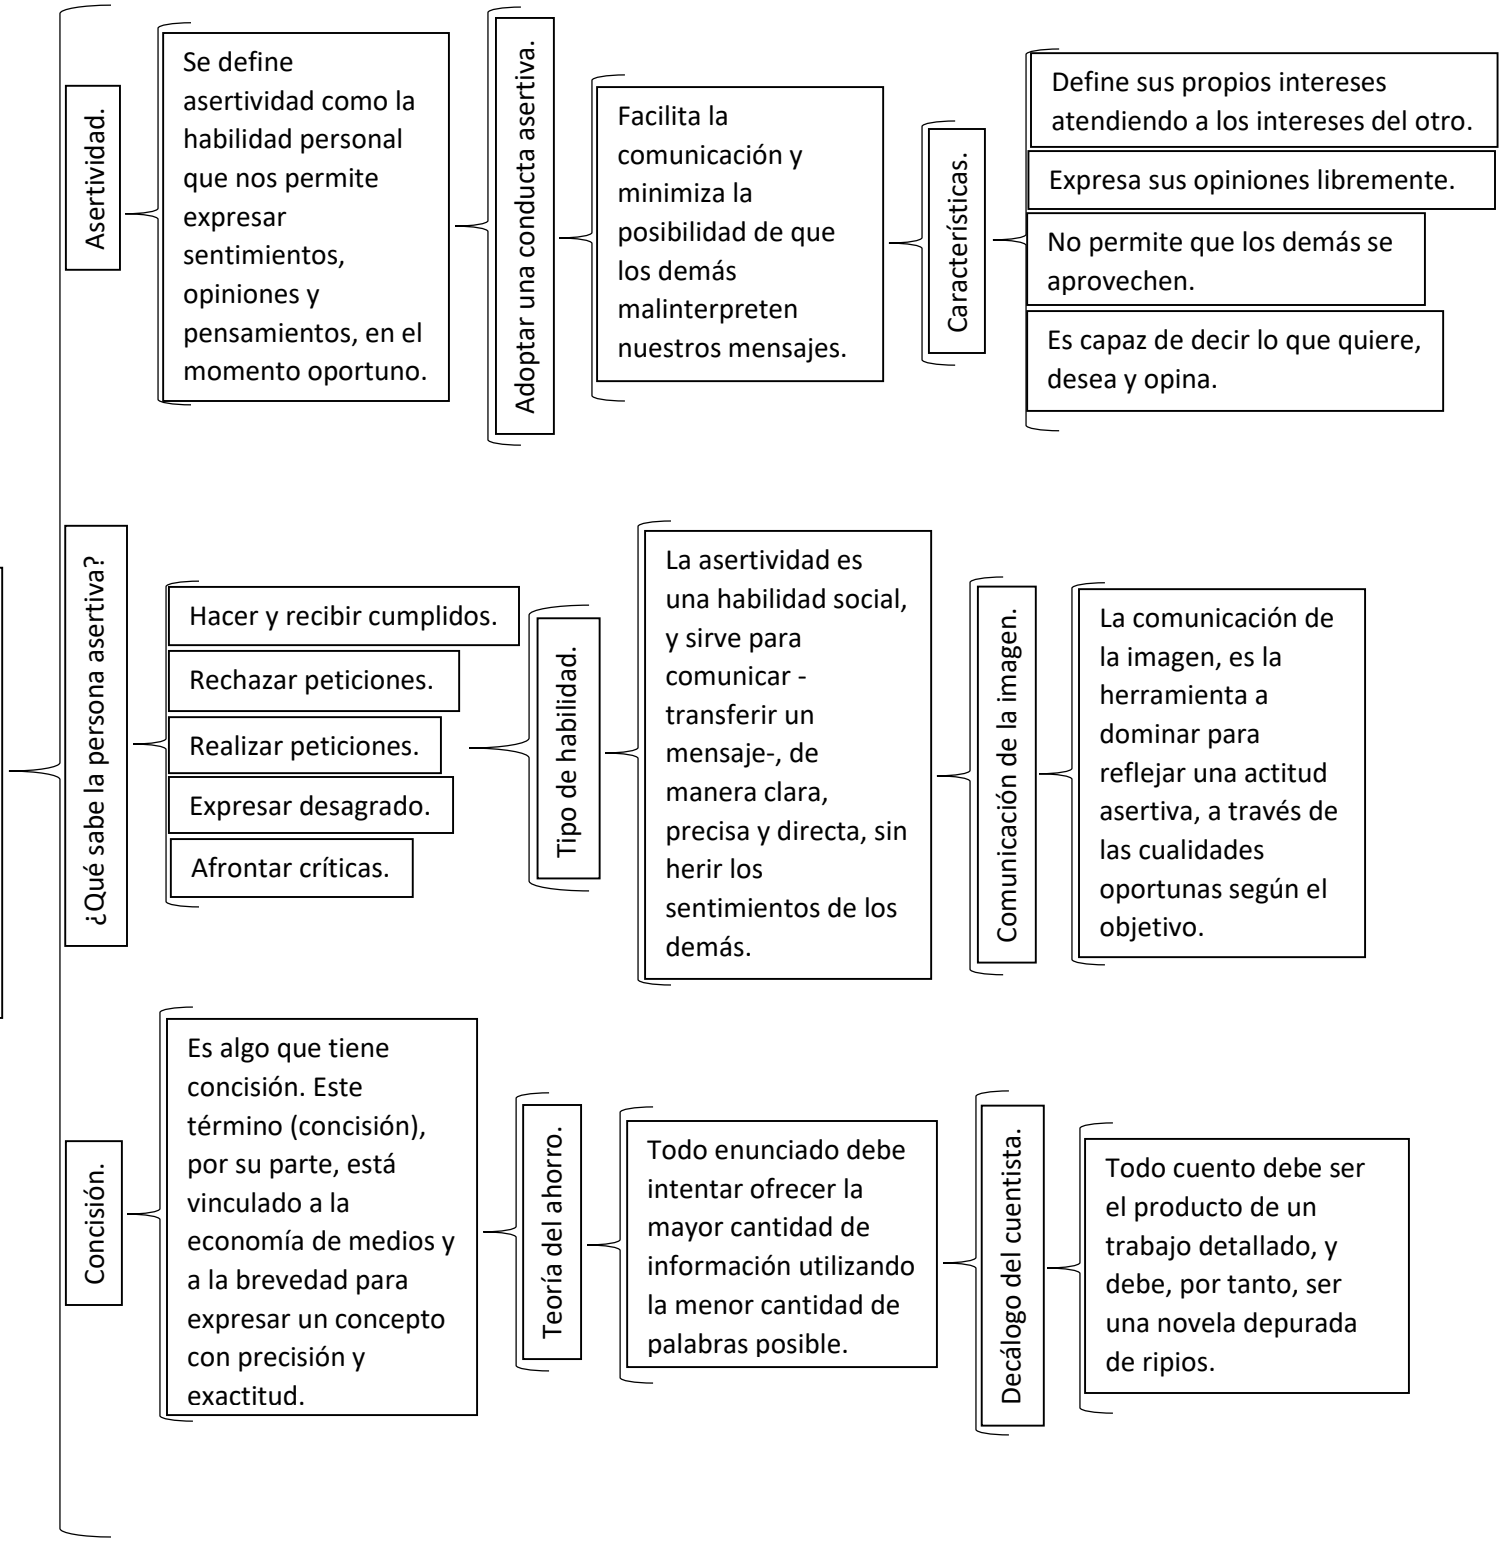 Asertividad.
Se define
asertividad como la
habilidad personal
que nos permite
expresar
sentimientos,
opiniones y
pensamientos, en el
momento oportuno.
Adoptar una conducta asertiva.
Facilita la
comunicación y
minimiza la
posibilidad de que
los demás
malinterpreten
nuestros mensajes.
Características.
Define sus propios intereses
atendiendo a los intereses del otro.
Expresa sus opiniones libremente.
No permite que los demás se
aprovechen.
Es capaz de decir lo que quiere,
desea y opina.
¿Qué sabe la persona asertiva?
Hacer y recibir cumplidos.
Rechazar peticiones.
Realizar peticiones.
Expresar desagrado.
Afrontar críticas.
Tipo de habilidad.
La asertividad es
una habilidad social,
y sirve para
comunicar -
transferir un
mensaje-, de
manera clara,
precisa y directa, sin
herir los
sentimientos de los
demás.
Comunicación de la imagen.
La comunicación de
la imagen, es la
herramienta a
dominar para
reflejar una actitud
asertiva, a través de
las cualidades
oportunas según el
objetivo.
Concisión.
Es algo que tiene
concisión. Este
término (concisión),
por su parte, está
vinculado a la
economía de medios y
a la brevedad para
expresar un concepto
con precisión y
exactitud.
Teoría del ahorro.
Todo enunciado debe
intentar ofrecer la
mayor cantidad de
información utilizando
la menor cantidad de
palabras posible.
Decálogo del cuentista.
Todo cuento debe ser
el producto de un
trabajo detallado, y
debe, por tanto, ser
una novela depurada
de ripios.